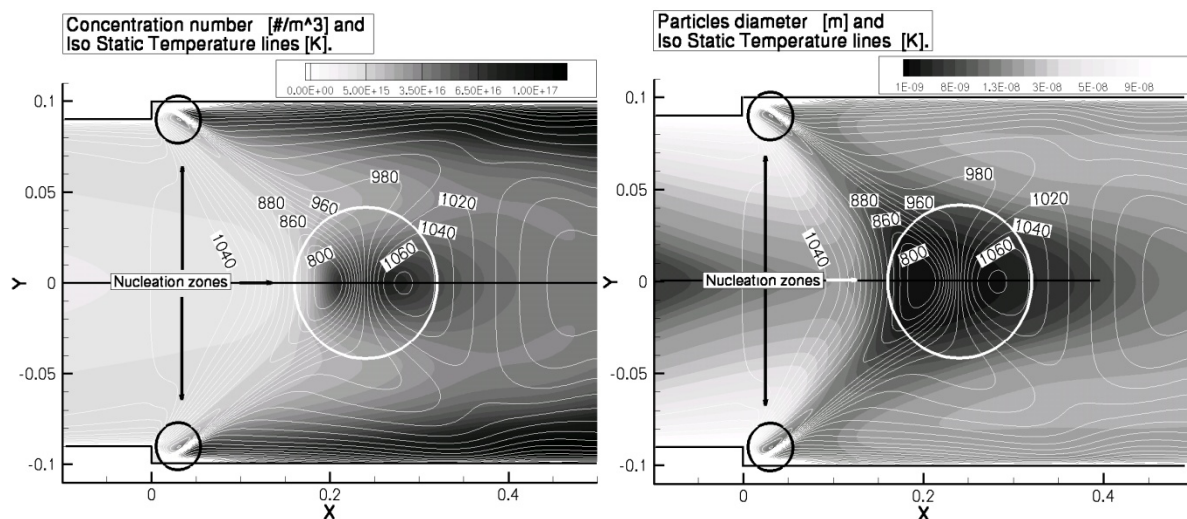 Concentration number [#/m^3] and
Iso Static Temperature lines [K].
0.00E+00 5.00E+15 3.50E+16 6.50E+16 1.00E+17
0.1
0.05
Y
0
-0.05
-0.1
980
880
960
1020
860
1040
800
1060
1040
Nucleation zones
0
0.2
0.4
X
Particles diameter [m] and
Iso Static Temperature lines [K].
1E-09 8E-09 1.3E-08 3E-08 5E-08 9E-08
0.1
0.05
Y
0
-0.05
-0.1
980
880
960
1020
860
1040
800
1060
1040
Nucleation zones
0
0.2
0.4
X